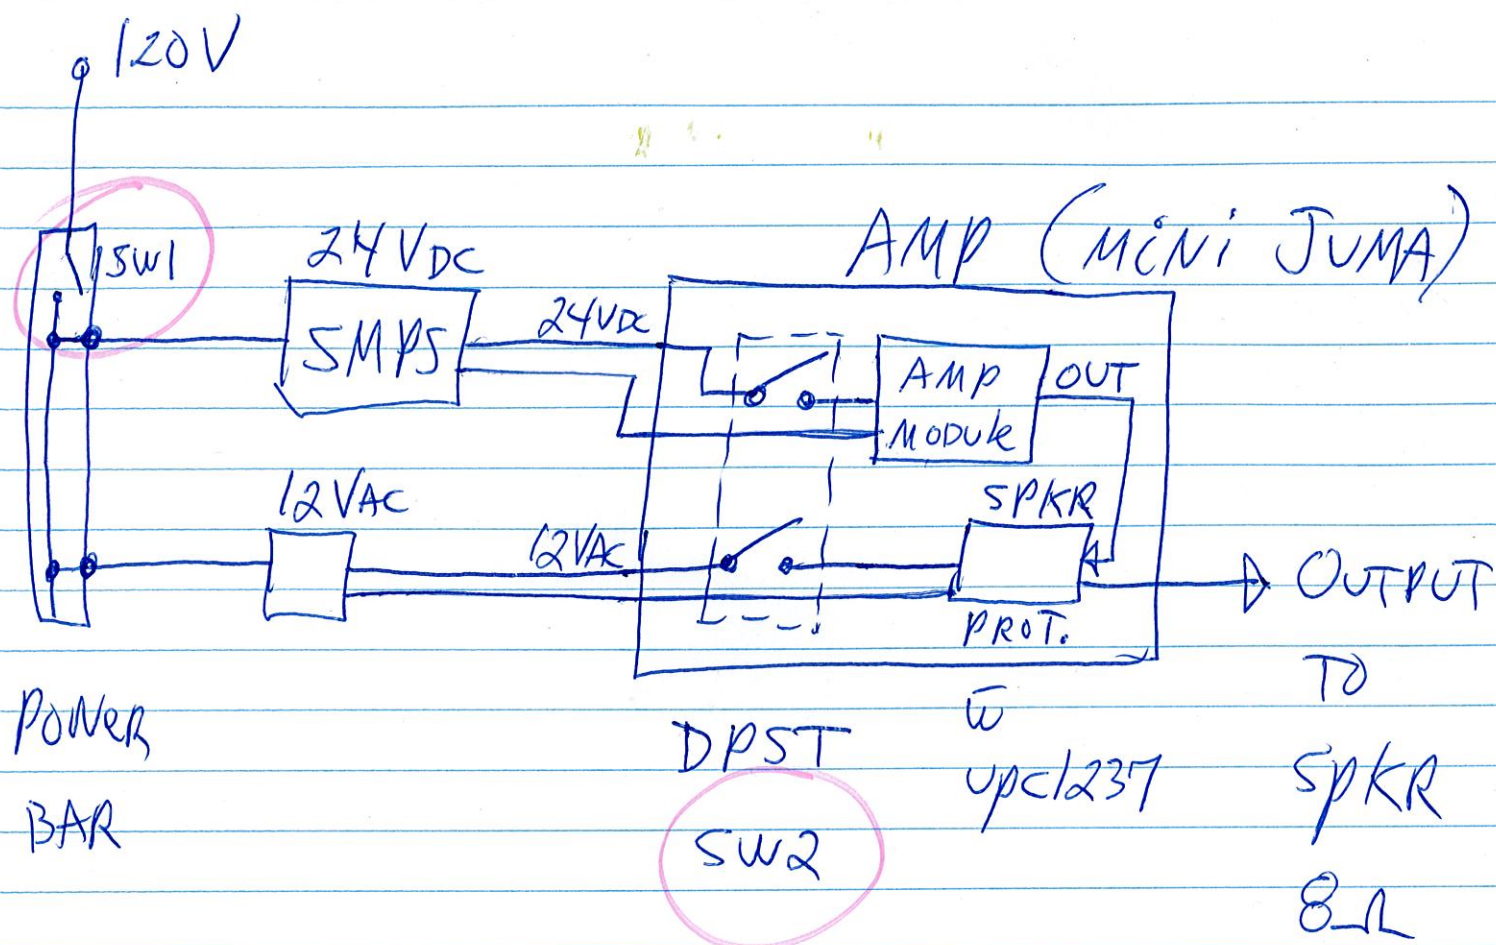 120V
AMP (MiNi JUMA)
SW1
24VDC
SMPS
24VDC
AMP
MODULE
OUT
12VAC
12VAC
SPKR
PROT.
OUTPUT
TO
SPKR
8Ω
POWER
BAR
DPST
SW2
w̅
upc1237